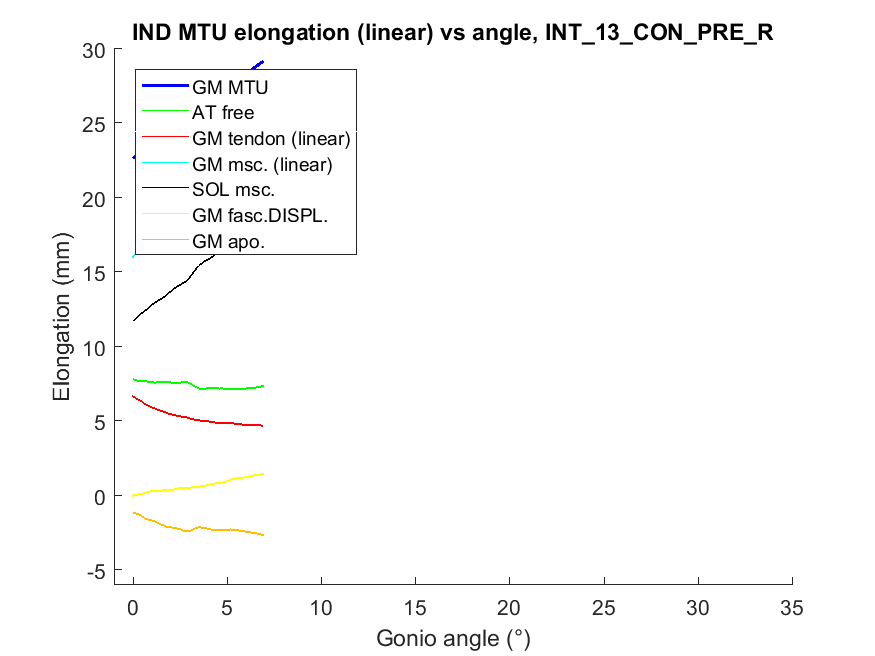 IND MTU elongation (linear) vs angle, INT_13_CON_PRE_R
30
25
20
15
10
5
0
-5
Elongation (mm)
GM MTU
AT free
GM tendon (linear)
GM msc. (linear)
SOL msc.
GM fasc.DISPL.
GM apo.
0 5 10 15 20 25 30 35
Gonio angle (°)